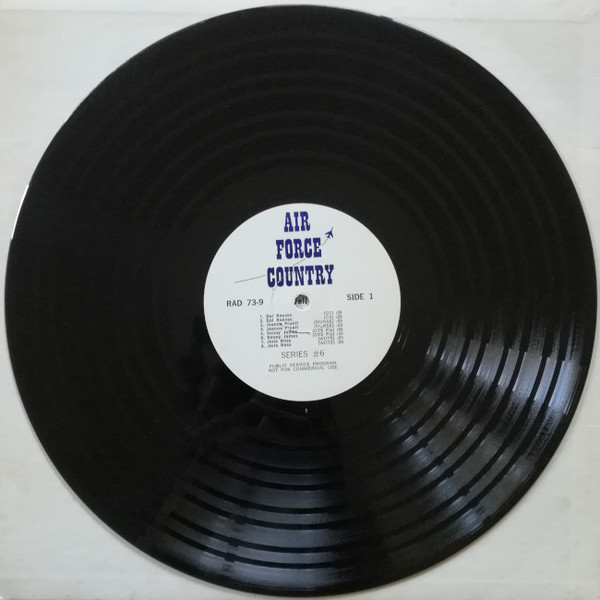 AIR
FORCE
COUNTRY
RAD 73-9
SIDE 1
1. Del Reeves
2. Del Reeves
3. Jeanne Pruett
4. Jeanne Pruett
5. Sonny James
6. Sonny James
7. Jack Reno
8. Jack Reno
SERIES #6
PUBLIC SERVICE PROGRAM
NOT FOR COMMERCIAL USE